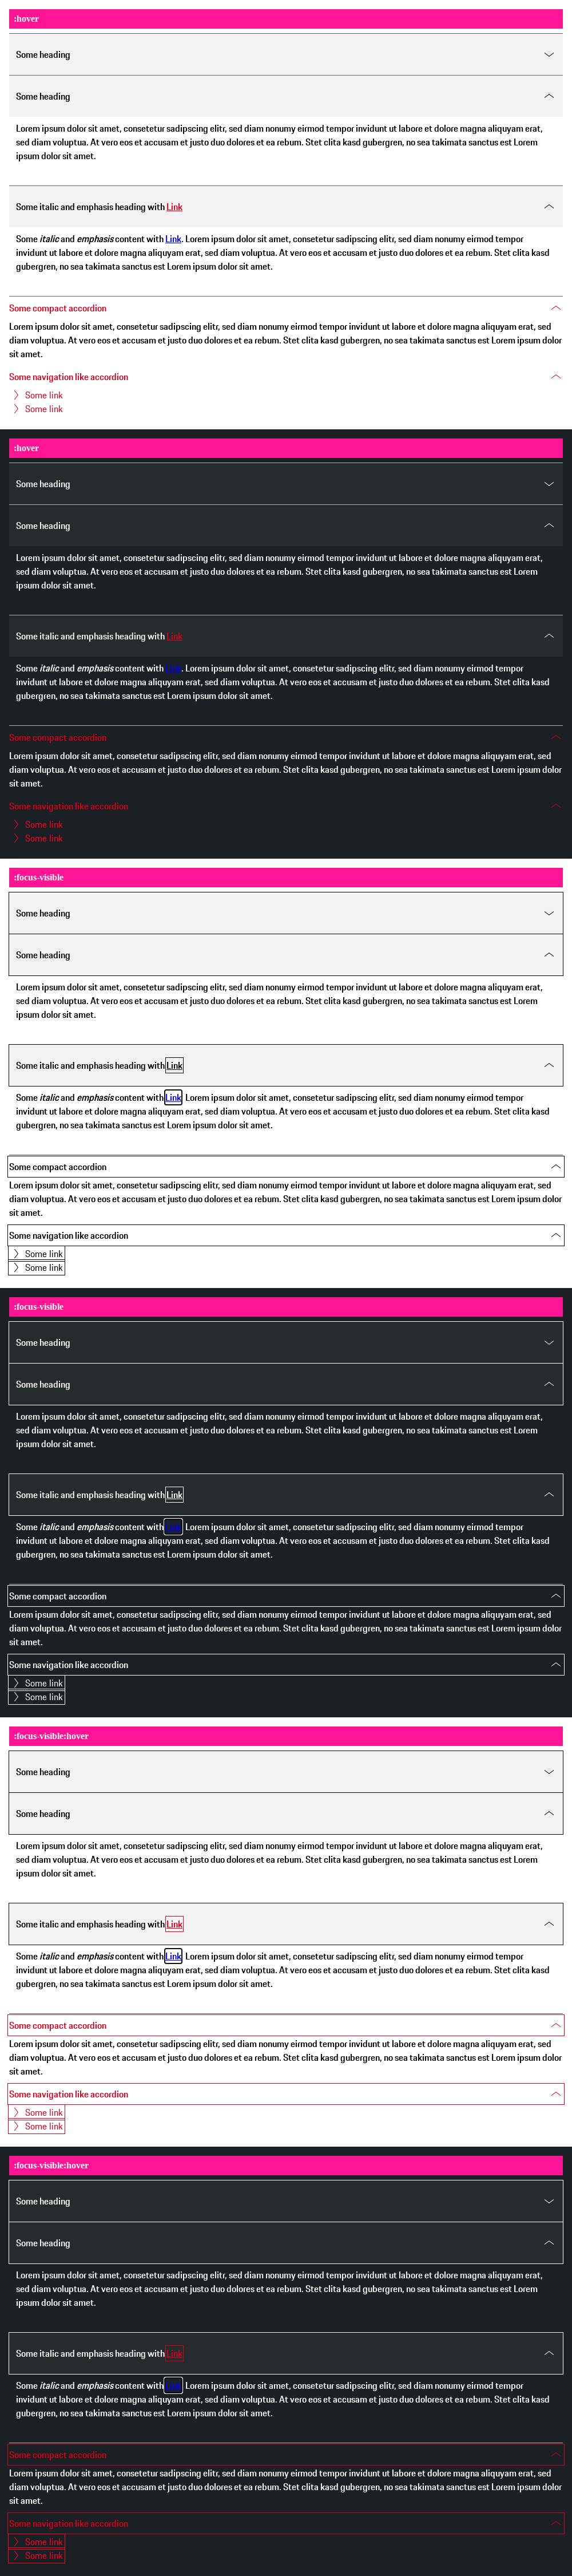 :hover
Some heading
Some heading
Lorem ipsum dolor sit amet, consetetur sadipscing elitr, sed diam nonumy eirmod tempor invidunt ut labore et dolore magna aliquyam erat,
sed diam voluptua. At vero eos et accusam et justo duo dolores et ea rebum. Stet clita kasd gubergren, no sea takimata sanctus est Lorem
ipsum dolor sit amet.
Some italic and emphasis heading with Link
Some italic and emphasis content with Link. Lorem ipsum dolor sit amet, consetetur sadipscing elitr, sed diam nonumy eirmod tempor
invidunt ut labore et dolore magna aliquyam erat, sed diam voluptua. At vero eos et accusam et justo duo dolores et ea rebum. Stet clita kasd
gubergren, no sea takimata sanctus est Lorem ipsum dolor sit amet.
Some compact accordion
Lorem ipsum dolor sit amet, consetetur sadipscing elitr, sed diam nonumy eirmod tempor invidunt ut labore et dolore magna aliquyam erat, sed
diam voluptua. At vero eos et accusam et justo duo dolores et ea rebum. Stet clita kasd gubergren, no sea takimata sanctus est Lorem ipsum dolor
sit amet.
Some navigation like accordion
Some link
Some link
:hover
Some heading
Some heading
Lorem ipsum dolor sit amet, consetetur sadipscing elitr, sed diam nonumy eirmod tempor invidunt ut labore et dolore magna aliquyam erat,
sed diam voluptua. At vero eos et accusam et justo duo dolores et ea rebum. Stet clita kasd gubergren, no sea takimata sanctus est Lorem
ipsum dolor sit amet.
Some italic and emphasis heading with Link
Some italic and emphasis content with Link. Lorem ipsum dolor sit amet, consetetur sadipscing elitr, sed diam nonumy eirmod tempor
invidunt ut labore et dolore magna aliquyam erat, sed diam voluptua. At vero eos et accusam et justo duo dolores et ea rebum. Stet clita kasd
gubergren, no sea takimata sanctus est Lorem ipsum dolor sit amet.
Some compact accordion
Lorem ipsum dolor sit amet, consetetur sadipscing elitr, sed diam nonumy eirmod tempor invidunt ut labore et dolore magna aliquyam erat, sed
diam voluptua. At vero eos et accusam et justo duo dolores et ea rebum. Stet clita kasd gubergren, no sea takimata sanctus est Lorem ipsum dolor
sit amet.
Some navigation like accordion
Some link
Some link
:focus-visible
Some heading
Some heading
Lorem ipsum dolor sit amet, consetetur sadipscing elitr, sed diam nonumy eirmod tempor invidunt ut labore et dolore magna aliquyam erat,
sed diam voluptua. At vero eos et accusam et justo duo dolores et ea rebum. Stet clita kasd gubergren, no sea takimata sanctus est Lorem
ipsum dolor sit amet.
Some italic and emphasis heading with Link
Some italic and emphasis content with Link. Lorem ipsum dolor sit amet, consetetur sadipscing elitr, sed diam nonumy eirmod tempor
invidunt ut labore et dolore magna aliquyam erat, sed diam voluptua. At vero eos et accusam et justo duo dolores et ea rebum. Stet clita kasd
gubergren, no sea takimata sanctus est Lorem ipsum dolor sit amet.
Some compact accordion
Lorem ipsum dolor sit amet, consetetur sadipscing elitr, sed diam nonumy eirmod tempor invidunt ut labore et dolore magna aliquyam erat, sed
diam voluptua. At vero eos et accusam et justo duo dolores et ea rebum. Stet clita kasd gubergren, no sea takimata sanctus est Lorem ipsum dolor
sit amet.
Some navigation like accordion
Some link
Some link
:focus-visible
Some heading
Some heading
Lorem ipsum dolor sit amet, consetetur sadipscing elitr, sed diam nonumy eirmod tempor invidunt ut labore et dolore magna aliquyam erat,
sed diam voluptua. At vero eos et accusam et justo duo dolores et ea rebum. Stet clita kasd gubergren, no sea takimata sanctus est Lorem
ipsum dolor sit amet.
Some italic and emphasis heading with Link
Some italic and emphasis content with Link. Lorem ipsum dolor sit amet, consetetur sadipscing elitr, sed diam nonumy eirmod tempor
invidunt ut labore et dolore magna aliquyam erat, sed diam voluptua. At vero eos et accusam et justo duo dolores et ea rebum. Stet clita kasd
gubergren, no sea takimata sanctus est Lorem ipsum dolor sit amet.
Some compact accordion
Lorem ipsum dolor sit amet, consetetur sadipscing elitr, sed diam nonumy eirmod tempor invidunt ut labore et dolore magna aliquyam erat, sed
diam voluptua. At vero eos et accusam et justo duo dolores et ea rebum. Stet clita kasd gubergren, no sea takimata sanctus est Lorem ipsum dolor
sit amet.
Some navigation like accordion
Some link
Some link
:focus-visible:hover
Some heading
Some heading
Lorem ipsum dolor sit amet, consetetur sadipscing elitr, sed diam nonumy eirmod tempor invidunt ut labore et dolore magna aliquyam erat,
sed diam voluptua. At vero eos et accusam et justo duo dolores et ea rebum. Stet clita kasd gubergren, no sea takimata sanctus est Lorem
ipsum dolor sit amet.
Some italic and emphasis heading with Link
Some italic and emphasis content with Link. Lorem ipsum dolor sit amet, consetetur sadipscing elitr, sed diam nonumy eirmod tempor
invidunt ut labore et dolore magna aliquyam erat, sed diam voluptua. At vero eos et accusam et justo duo dolores et ea rebum. Stet clita kasd
gubergren, no sea takimata sanctus est Lorem ipsum dolor sit amet.
Some compact accordion
Lorem ipsum dolor sit amet, consetetur sadipscing elitr, sed diam nonumy eirmod tempor invidunt ut labore et dolore magna aliquyam erat, sed
diam voluptua. At vero eos et accusam et justo duo dolores et ea rebum. Stet clita kasd gubergren, no sea takimata sanctus est Lorem ipsum dolor
sit amet.
Some navigation like accordion
Some link
Some link
:focus-visible:hover
Some heading
Some heading
Lorem ipsum dolor sit amet, consetetur sadipscing elitr, sed diam nonumy eirmod tempor invidunt ut labore et dolore magna aliquyam erat,
sed diam voluptua. At vero eos et accusam et justo duo dolores et ea rebum. Stet clita kasd gubergren, no sea takimata sanctus est Lorem
ipsum dolor sit amet.
Some italic and emphasis heading with Link
Some italic and emphasis content with Link. Lorem ipsum dolor sit amet, consetetur sadipscing elitr, sed diam nonumy eirmod tempor
invidunt ut labore et dolore magna aliquyam erat, sed diam voluptua. At vero eos et accusam et justo duo dolores et ea rebum. Stet clita kasd
gubergren, no sea takimata sanctus est Lorem ipsum dolor sit amet.
Some compact accordion
Lorem ipsum dolor sit amet, consetetur sadipscing elitr, sed diam nonumy eirmod tempor invidunt ut labore et dolore magna aliquyam erat, sed
diam voluptua. At vero eos et accusam et justo duo dolores et ea rebum. Stet clita kasd gubergren, no sea takimata sanctus est Lorem ipsum dolor
sit amet.
Some navigation like accordion
Some link
Some link